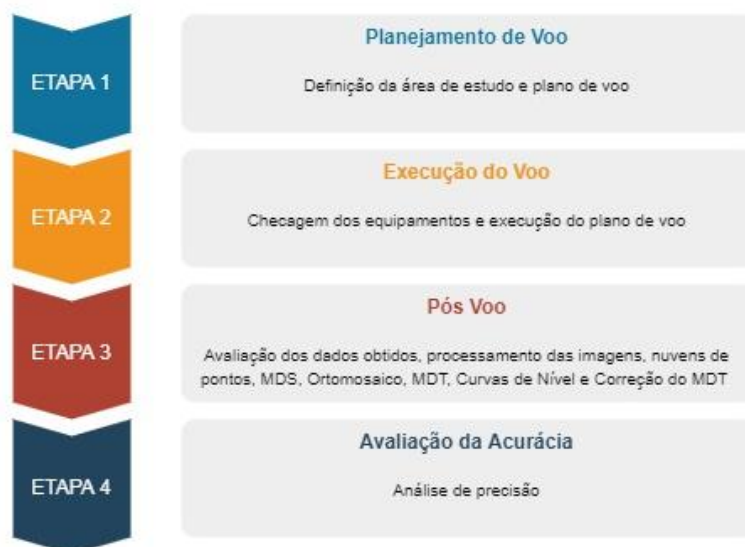 ETAPA 1
Planejamento de Voo
Definição da área de estudo e plano de voo
ETAPA 2
Execução do Voo
Checagem dos equipamentos e execução do plano de voo
ETAPA 3
Pós Voo
Avaliação dos dados obtidos, processamento das imagens, nuvens de
pontos, MDS, Ortomosaico, MDT, Curvas de Nível e Correção do MDT
ETAPA 4
Avaliação da Acurácia
Análise de precisão